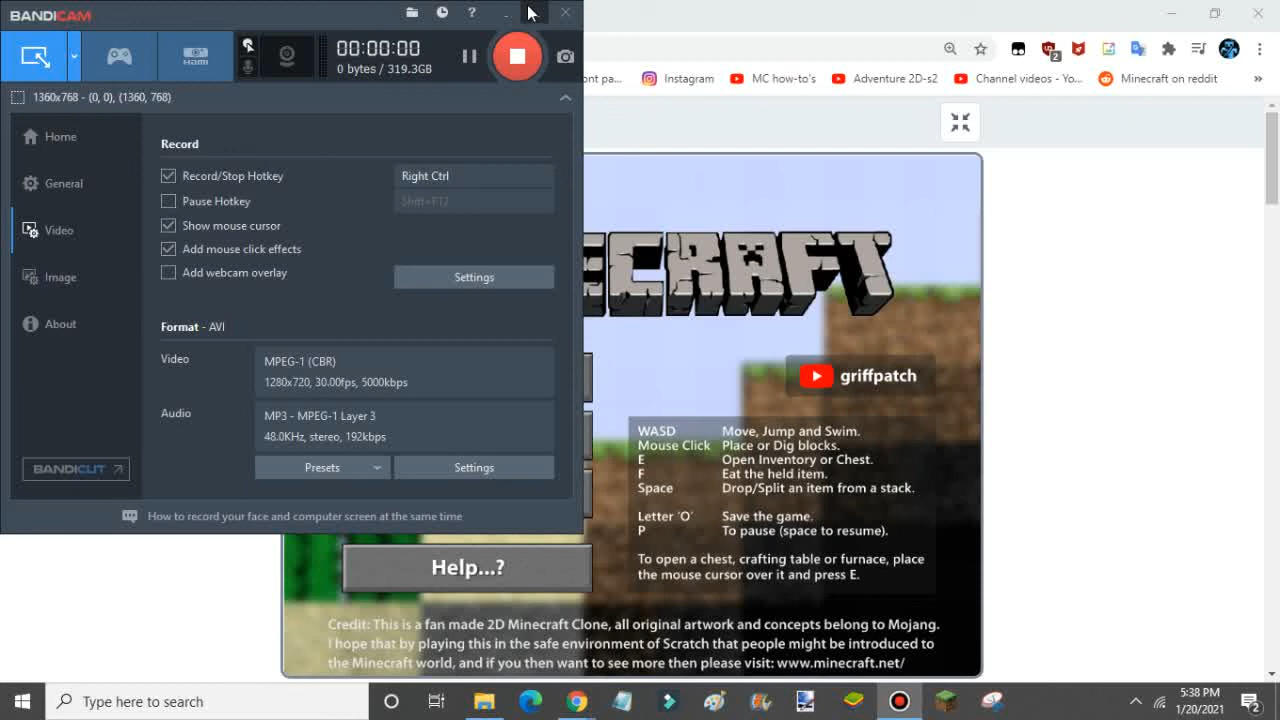 BANDICAM
?
HDMI
00:00:00
0 bytes / 319.3GB
1360x768 - (0, 0), (1360, 768)
Home
General
Video
Image
About
BANDICUT
Record
Record/Stop Hotkey
Right Ctrl
Pause Hotkey
Shift+F12
Show mouse cursor
Add mouse click effects
Add webcam overlay
Settings
Format - AVI
Video
MPEG-1 (CBR)
1280x720, 30.00fps, 5000kbps
Audio
MP3 - MPEG-1 Layer 3
48.0KHz, stereo, 192kbps
Presets
Settings
How to record your face and computer screen at the same time
2
ont pa...
Instagram
MC how-to's
Adventure 2D-s2
Channel videos - Yo...
Minecraft on reddit
»
ECRAFT
griffpatch
WASD Move, Jump and Swim.
Mouse Click Place or Dig blocks.
E Open Inventory or Chest.
F Eat the held item.
Space Drop/Split an item from a stack.
Letter 'O' Save the game.
P To pause (space to resume).
To open a chest, crafting table or furnace, place
the mouse cursor over it and press E.
Help...?
Credit: This is a fan made 2D Minecraft Clone, all original artwork and concepts belong to Mojang.
I hope that by playing this in the safe environment of Scratch that people might be introduced to
the Minecraft world, and if you then want to see more then please visit: www.minecraft.net/
Type here to search
5:38 PM
1/20/2021
2